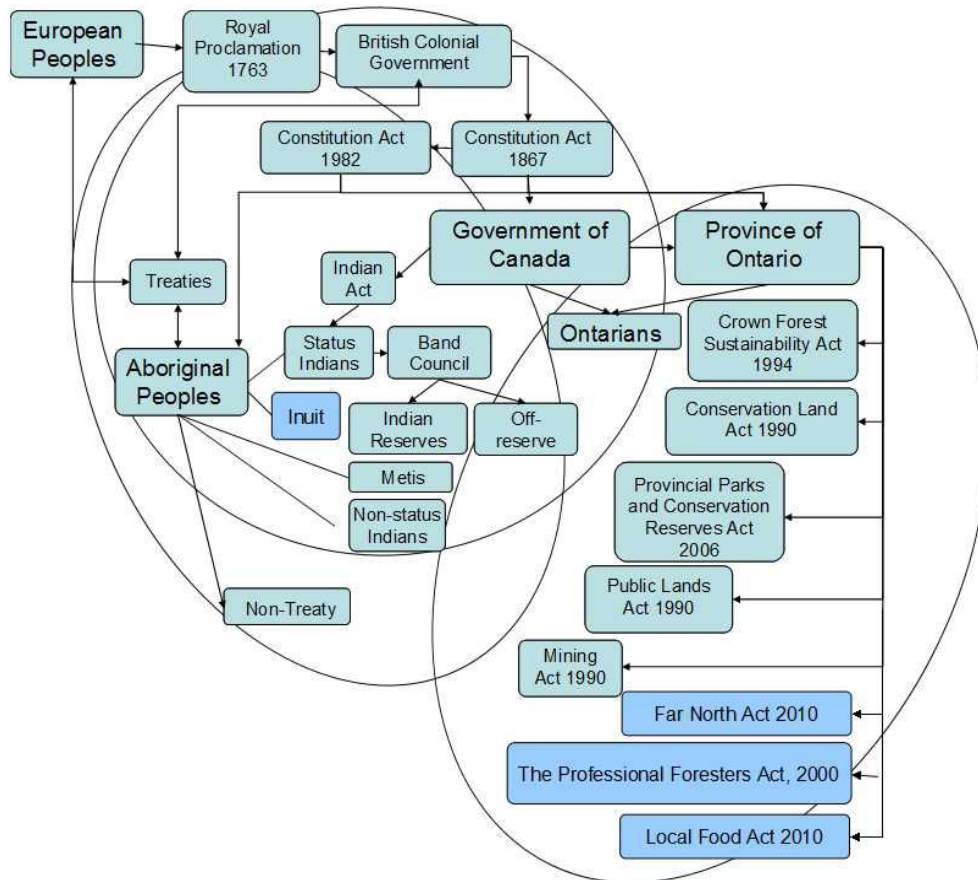 European
Peoples
Royal
Proclamation
1763
British Colonial
Government
Constitution Act
1982
Constitution Act
1867
Government of
Canada
Province of
Ontario
Treaties
Indian
Act
Ontarians
Crown Forest
Sustainability Act
1994
Status
Indians
Band
Council
Aboriginal
Peoples
Inuit
Indian
Reserves
Off-
reserve
Conservation Land
Act 1990
Metis
Non-status
Indians
Provincial Parks
and Conservation
Reserves Act
2006
Non-Treaty
Public Lands
Act 1990
Mining
Act 1990
Far North Act 2010
The Professional Foresters Act, 2000
Local Food Act 2010